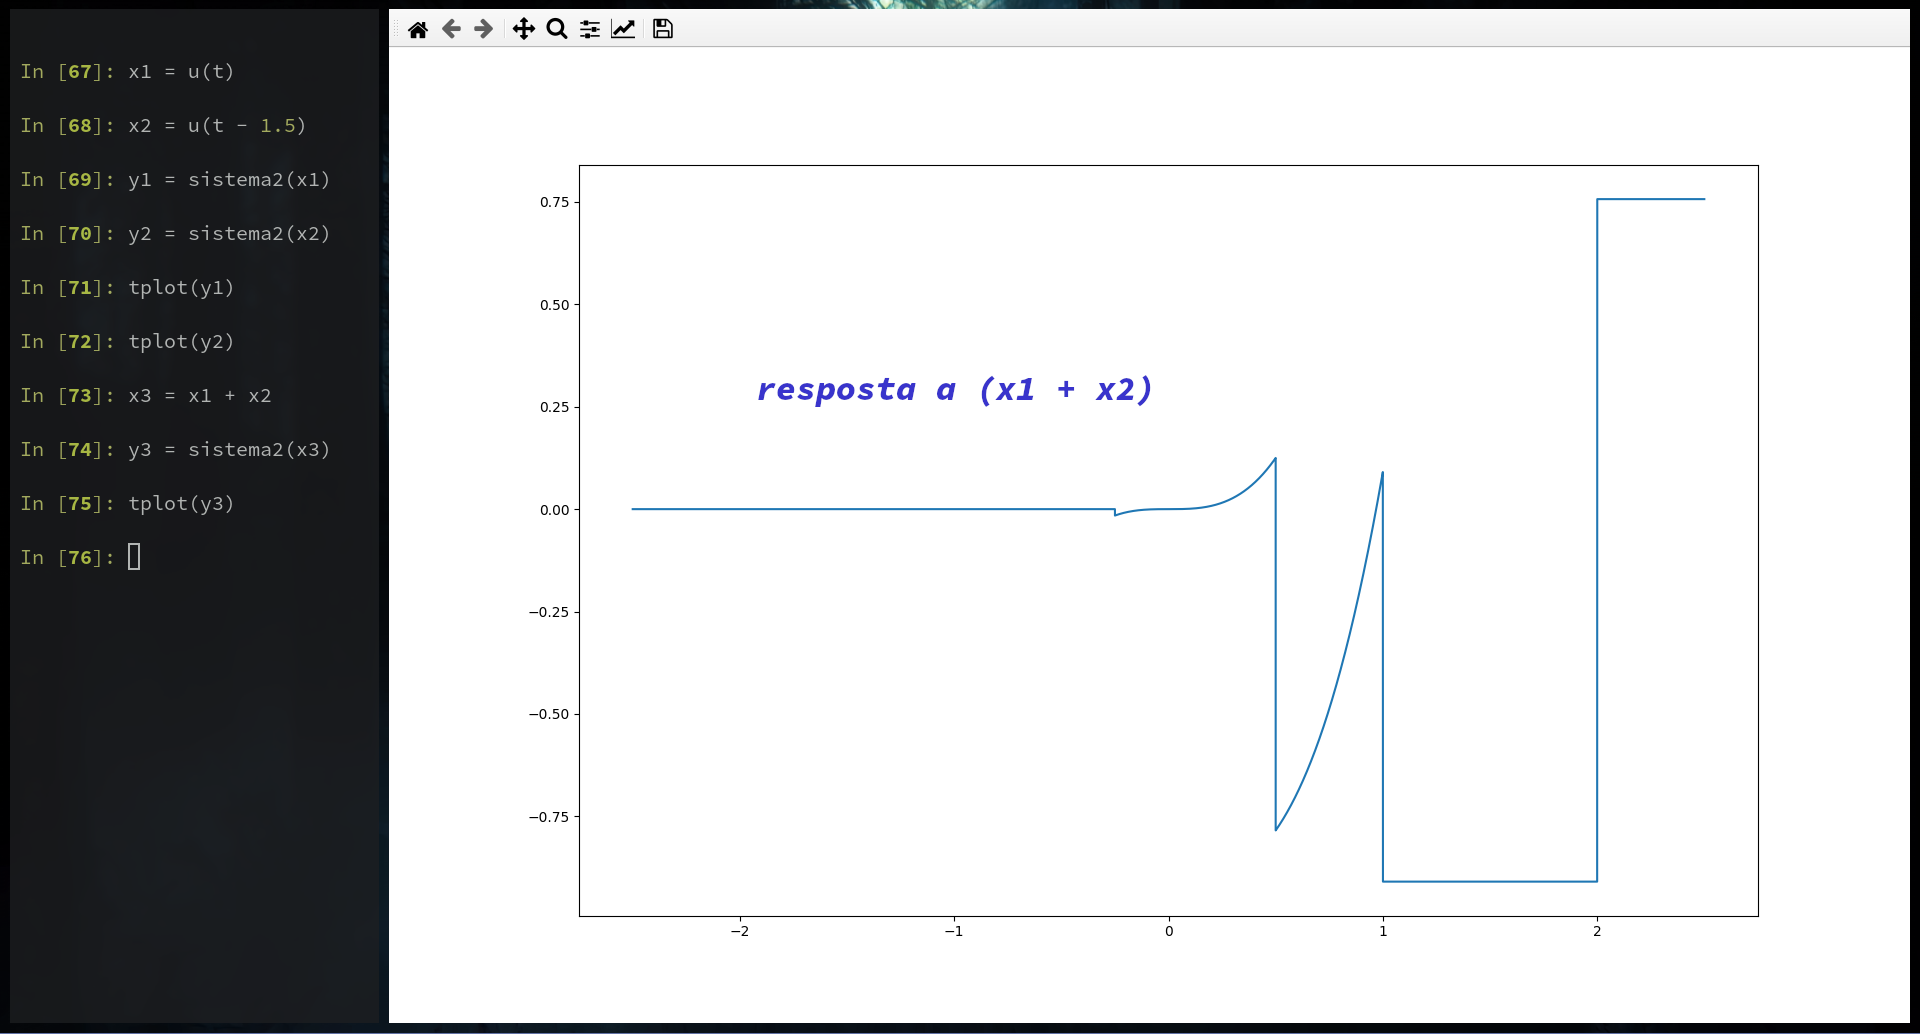 In [67]: x1 = u(t)
In [68]: x2 = u(t - 1.5)
In [69]: y1 = sistema2(x1)
In [70]: y2 = sistema2(x2)
In [71]: tplot(y1)
In [72]: tplot(y2)
In [73]: x3 = x1 + x2
In [74]: y3 = sistema2(x3)
In [75]: tplot(y3)
In [76]:
0.75
0.50
resposta a (x1 + x2)
0.25
0.00
−0.25
−0.50
−0.75
−2 −1 0 1 2